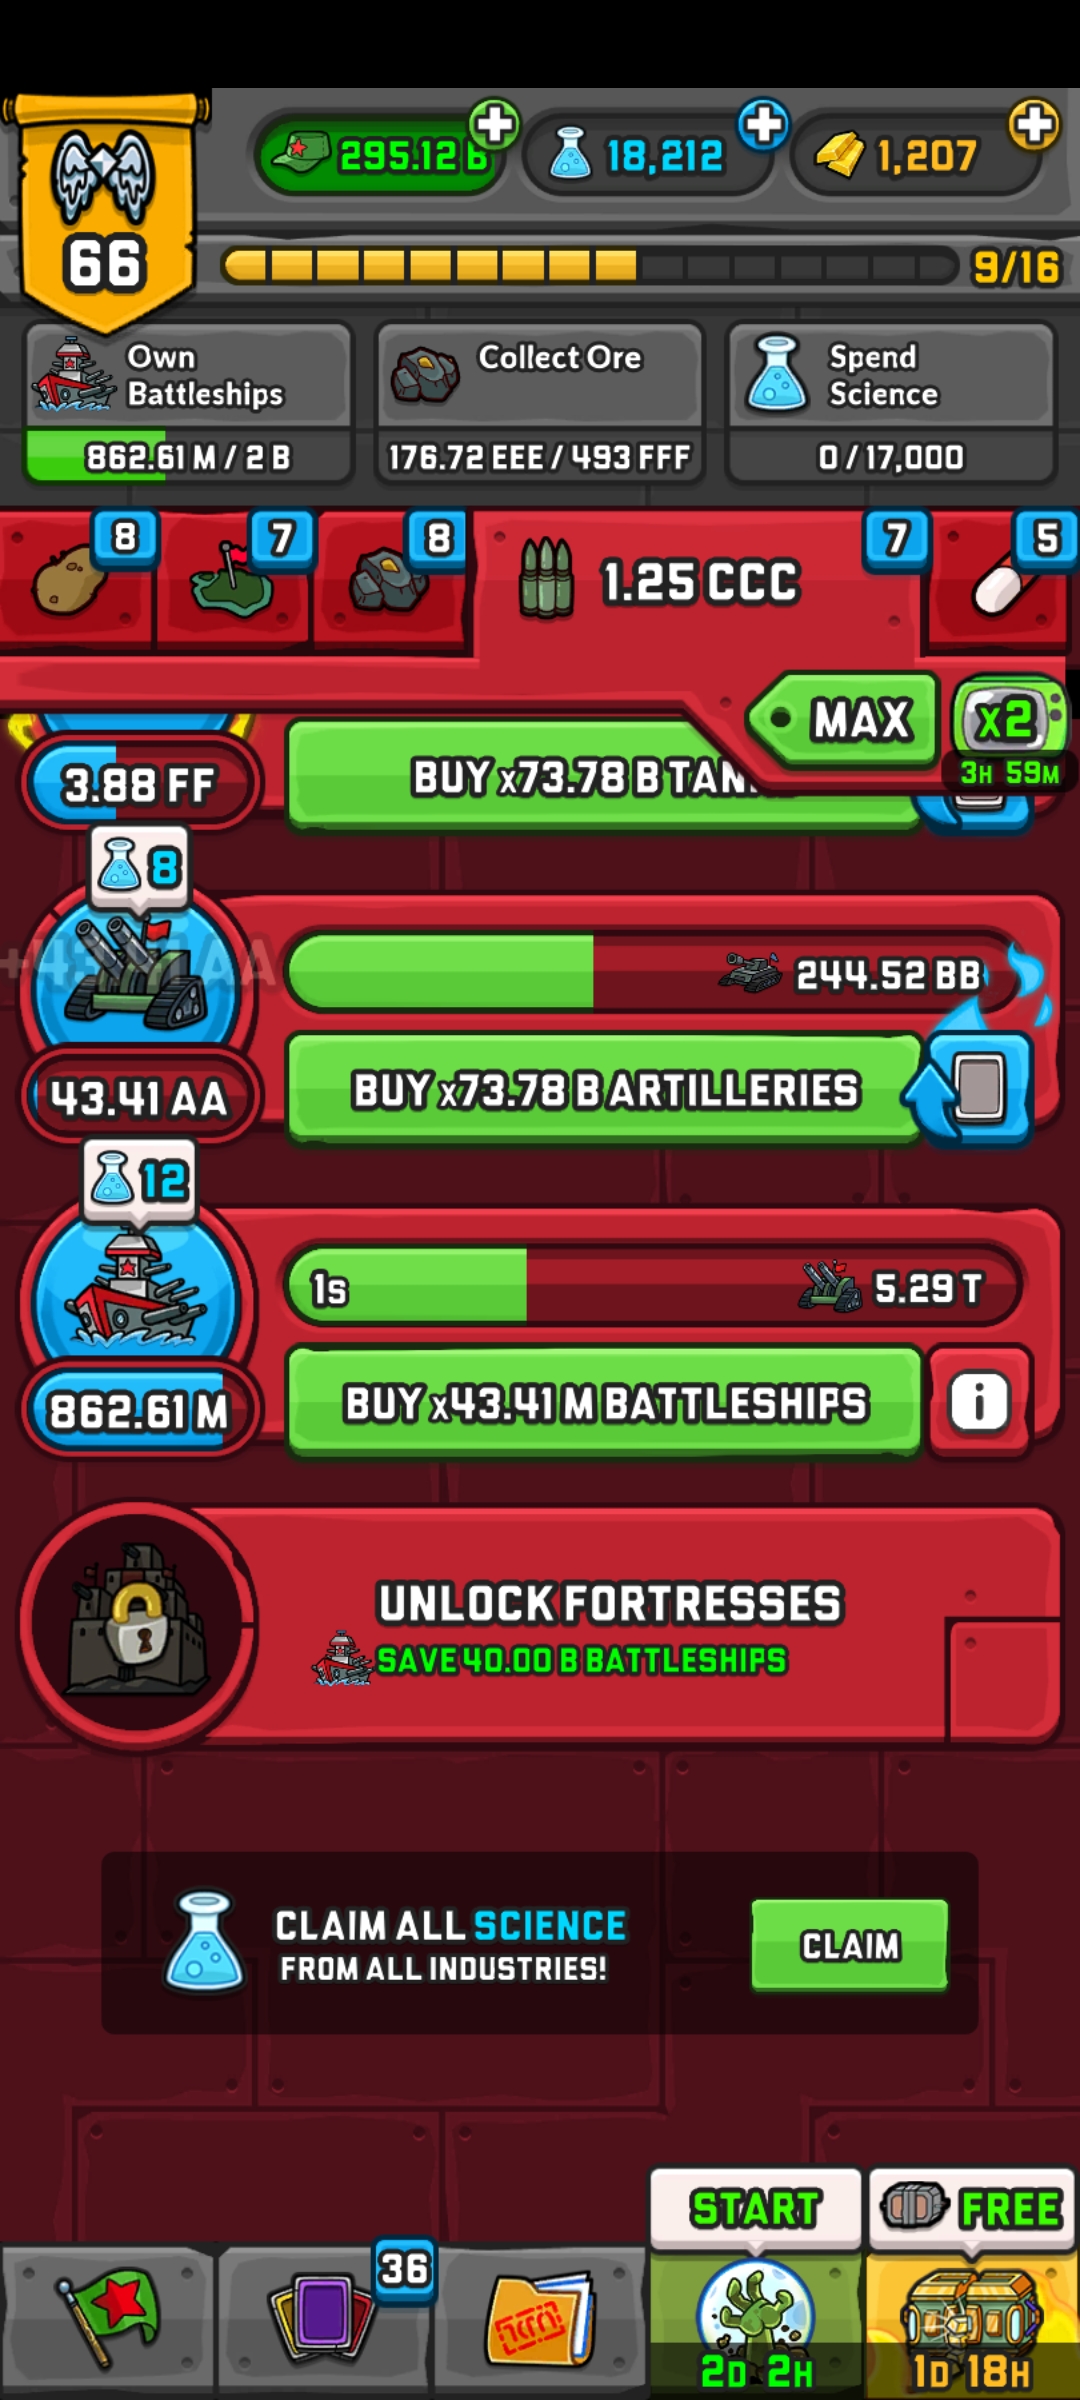 295.12 B
18,212
1,207
66
9/16
Own
Battleships
862.61 M / 2 B
Collect Ore
176.72 EEE / 493 FFF
Spend
Science
0 / 17,000
8
7
8
1.25 CCC
7
5
MAX
x2
3H 59M
3.88 FF
BUY x73.78 B TAN...
8
244.52 BB
43.41 AA
BUY x73.78 B ARTILLERIES
12
1s
5.29 T
862.61 M
BUY x43.41 M BATTLESHIPS
i
UNLOCK FORTRESSES
SAVE 40.00 B BATTLESHIPS
CLAIM ALL SCIENCE
FROM ALL INDUSTRIES!
CLAIM
START
FREE
36
2D 2H
1D 18H